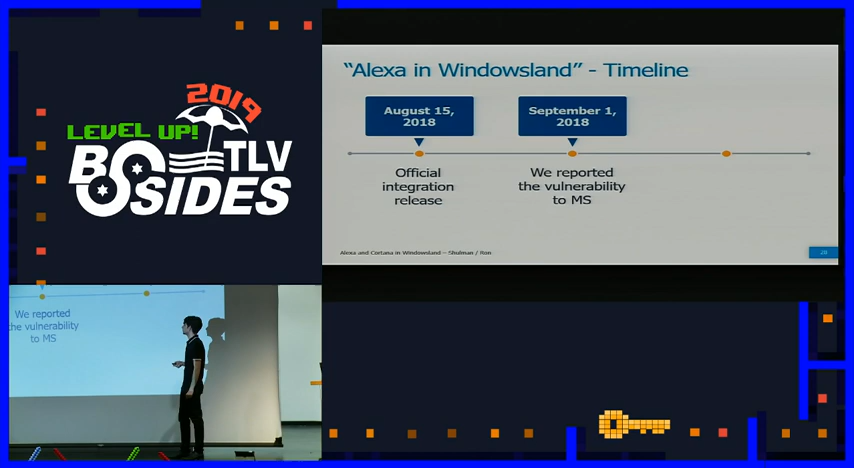 2019
LEVEL UP!
BSIDES TLV
"Alexa in Windowsland" - Timeline
August 15,
2018
September 1,
2018
Official
integration
release
We reported
the vulnerability
to MS
Alexa and Cortana in Windowsland – Shulman / Ron
28
We reported
the vulnerability
to MS